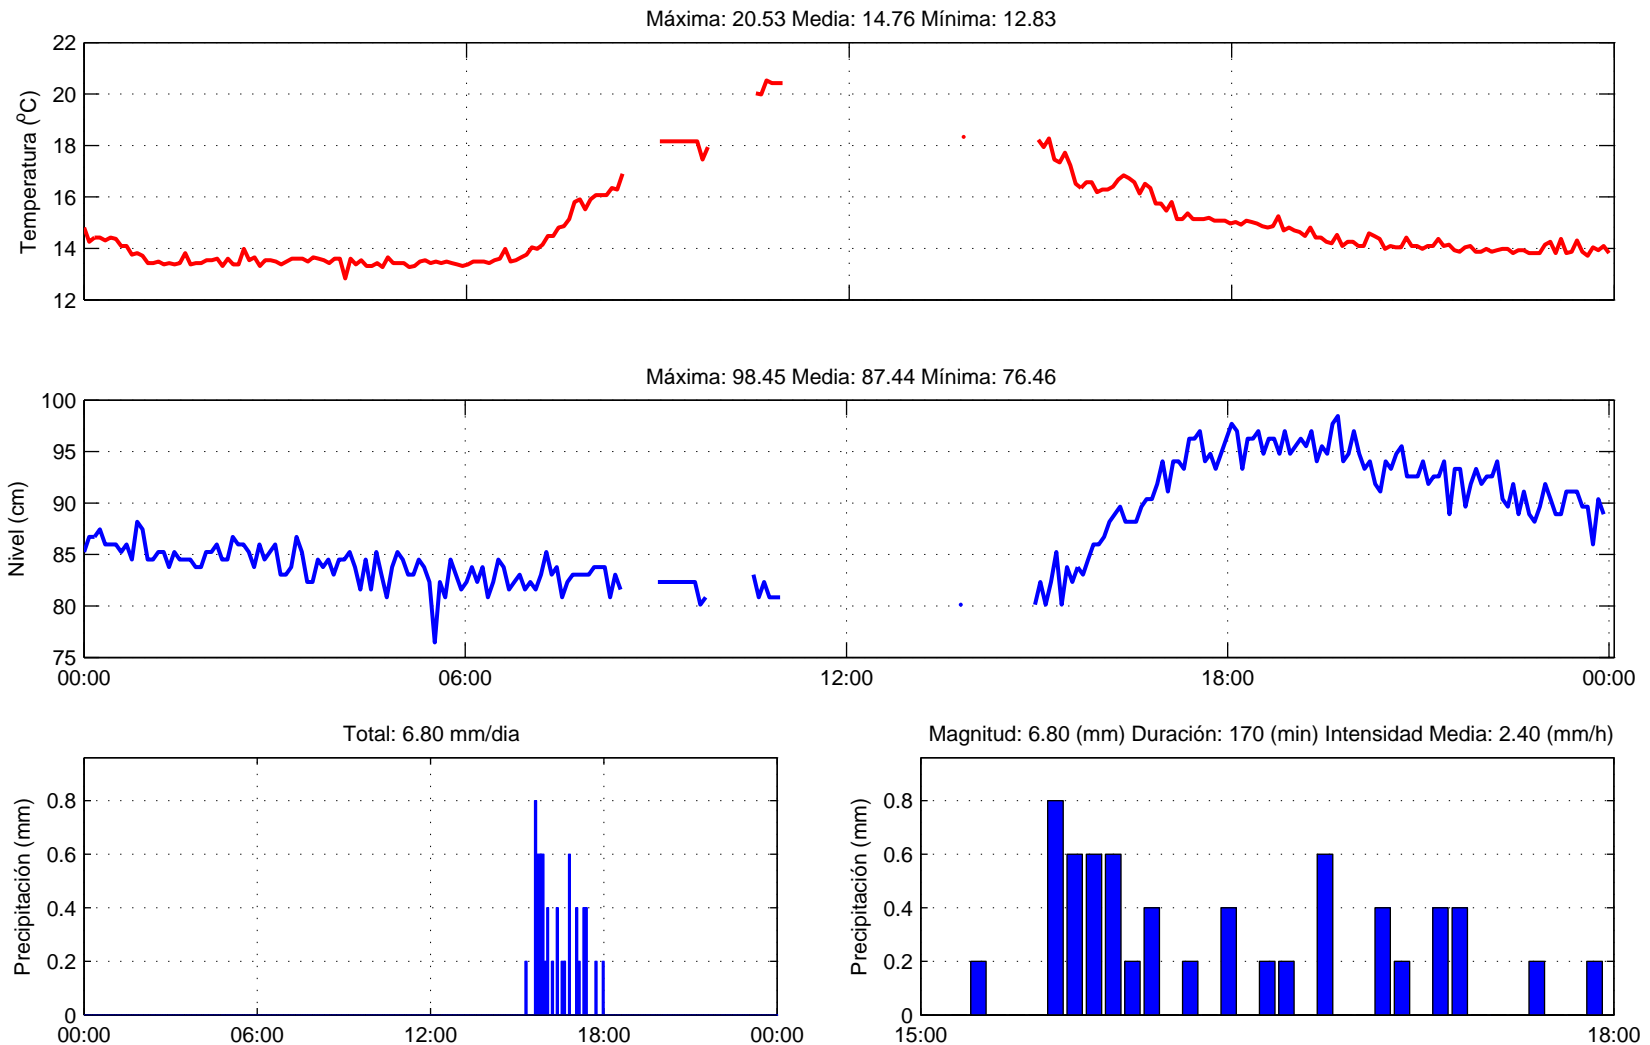 Máxima: 20.53 Media: 14.76 Mínima: 12.83
Temperatura (ºC)
22
20
18
16
14
12
Máxima: 98.45 Media: 87.44 Mínima: 76.46
Nivel (cm)
100
95
90
85
80
75
00:00 06:00 12:00 18:00 00:00
Total: 6.80 mm/dia
Precipitación (mm)
0.8
0.6
0.4
0.2
0
00:00 06:00 12:00 18:00 00:00
Magnitud: 6.80 (mm) Duración: 170 (min) Intensidad Media: 2.40 (mm/h)
Precipitación (mm)
0.8
0.6
0.4
0.2
0
15:00 18:00